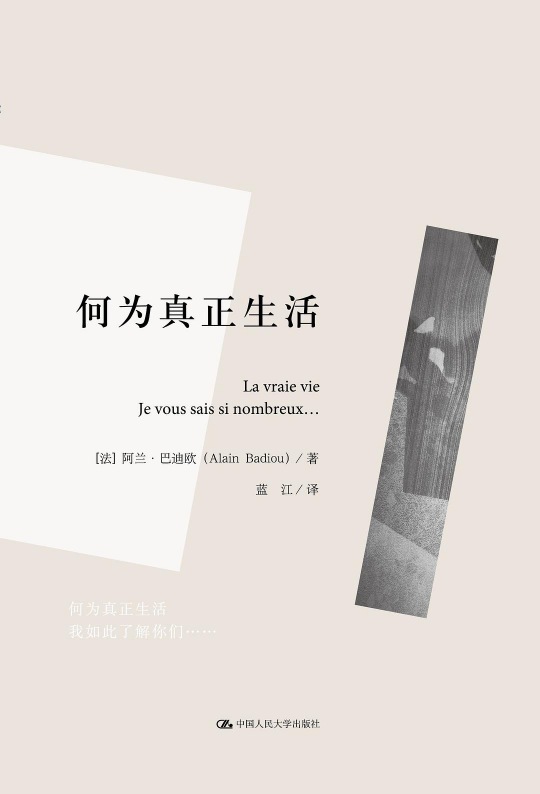 何为真正生活
La vraie vie
Je vous sais si nombreux…
[法] 阿兰·巴迪欧（Alain Badiou）／著
蓝 江／译
何为真正生活
我如此了解你们……
中国人民大学出版社